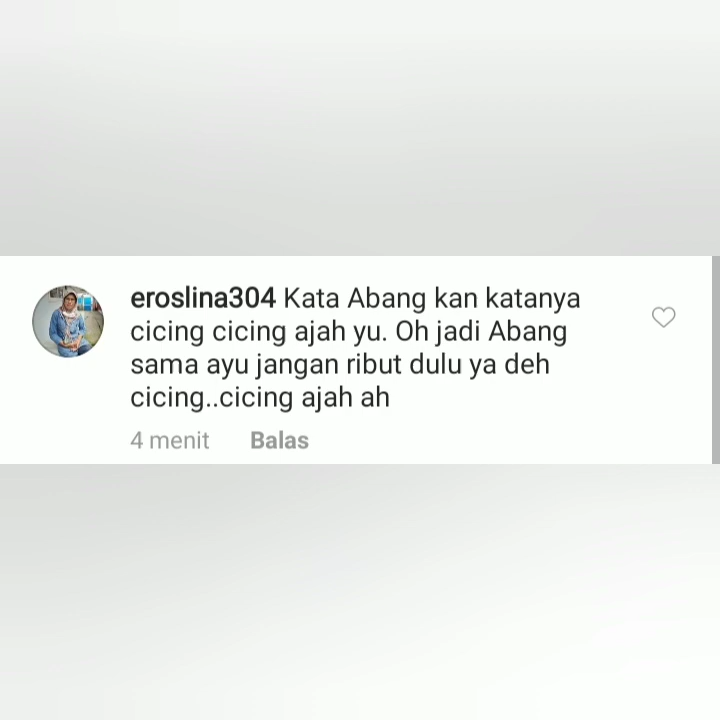 eroslina304 Kata Abang kan katanya
cicing cicing ajah yu. Oh jadi Abang
sama ayu jangan ribut dulu ya deh
cicing..cicing ajah ah
4 menit Balas